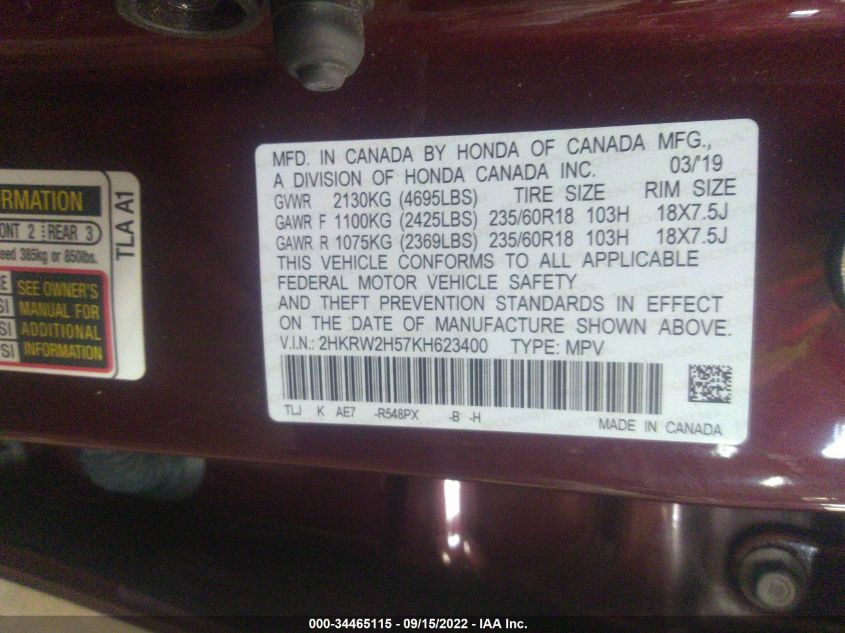 MFD. IN CANADA BY HONDA OF CANADA MFG.,
A DIVISION OF HONDA CANADA INC. 03/'19
GVWR 2130KG (4695LBS) TIRE SIZE RIM SIZE
GAWR F 1100KG (2425LBS) 235/60R18 103H 18X7.5J
GAWR R 1075KG (2369LBS) 235/60R18 103H 18X7.5J
THIS VEHICLE CONFORMS TO ALL APPLICABLE
FEDERAL MOTOR VEHICLE SAFETY
AND THEFT PREVENTION STANDARDS IN EFFECT
ON THE DATE OF MANUFACTURE SHOWN ABOVE.
V.I.N.: 2HKRW2H57KH623400 TYPE: MPV
TLJ K AE7 -R548PX -B -H
MADE IN CANADA
RMATION
ONT 2 REAR 3
eed 385kg or 850lbs.
SEE OWNER'S
MANUAL FOR
ADDITIONAL
INFORMATION
TLA A1
000-34465115 - 09/15/2022 - IAA Inc.